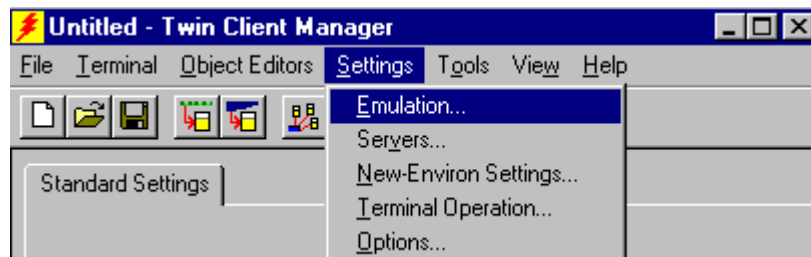 Untitled - Twin Client Manager
File Terminal Object Editors Settings Tools View Help
Emulation...
Servers...
New-Environ Settings...
Terminal Operation...
Options...
Standard Settings